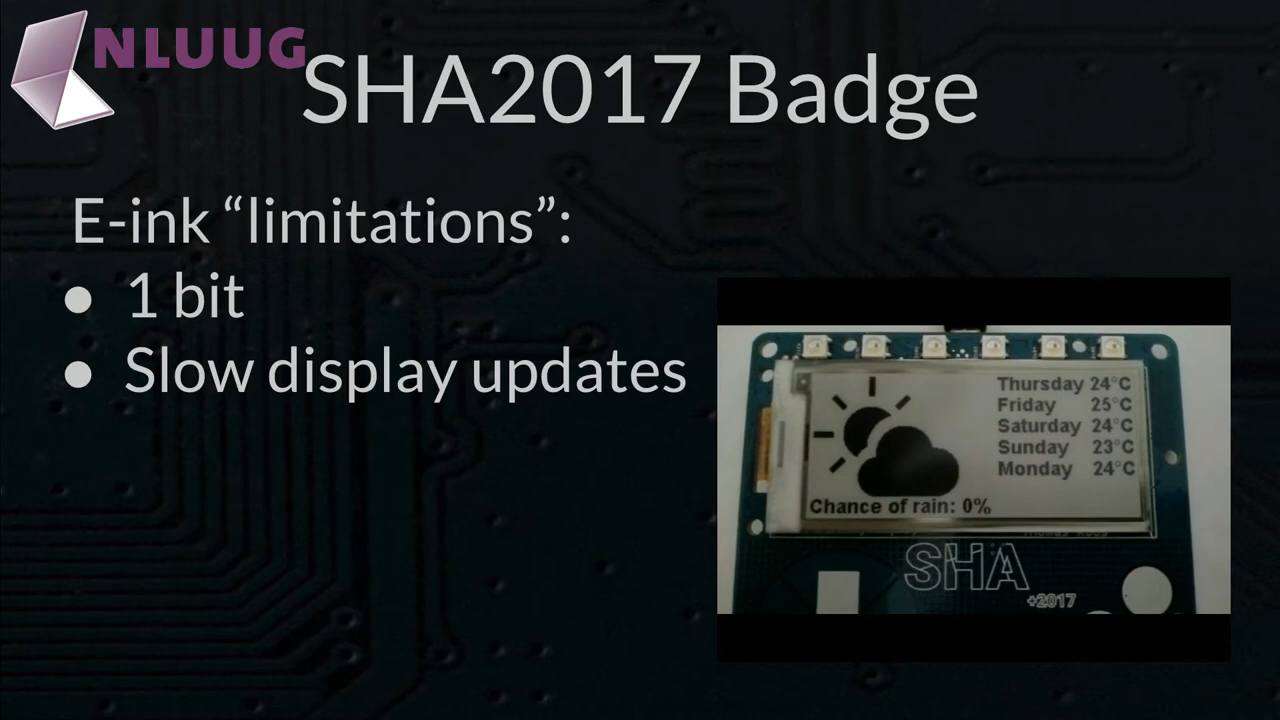 NLUUG
SHA2017 Badge
E-ink “limitations”:
● 1 bit
● Slow display updates
Thursday 24°C
Friday 25°C
Saturday 24°C
Sunday 23°C
Monday 24°C
Chance of rain: 0%
SHA
+2017